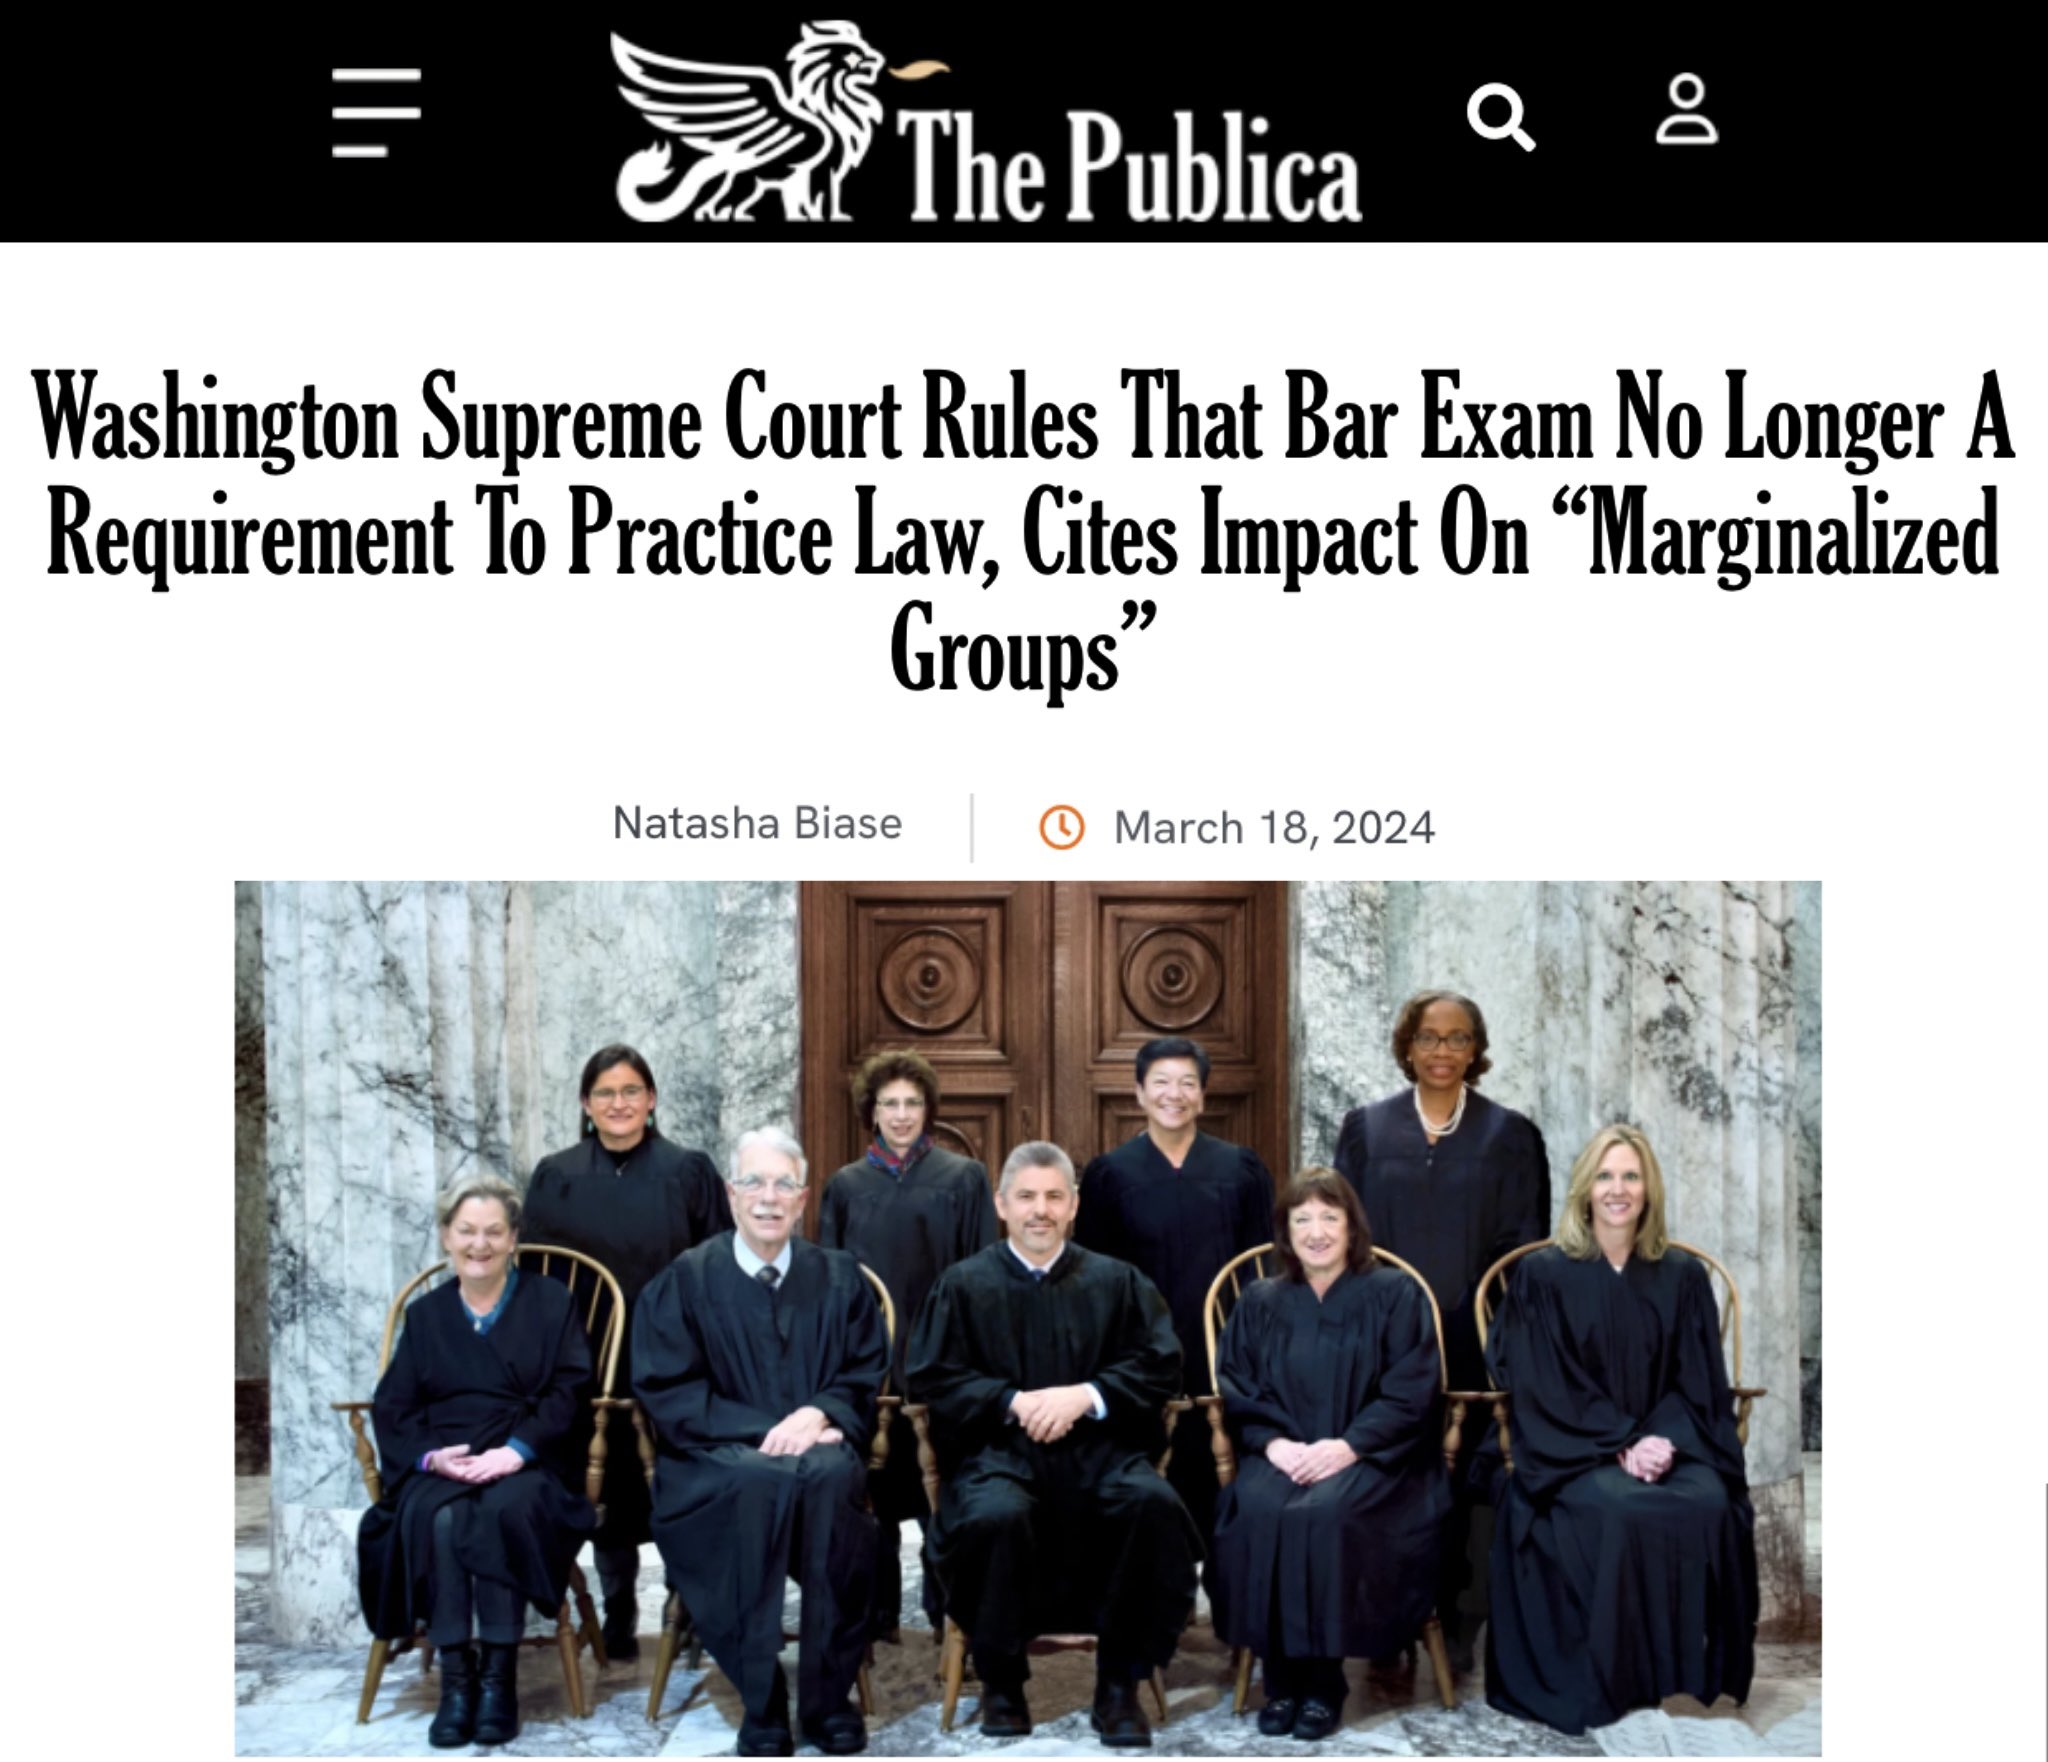 The Publica
Washington Supreme Court Rules That Bar Exam No Longer A
Requirement To Practice Law, Cites Impact On “Marginalized
Groups”
Natasha Biase
March 18, 2024